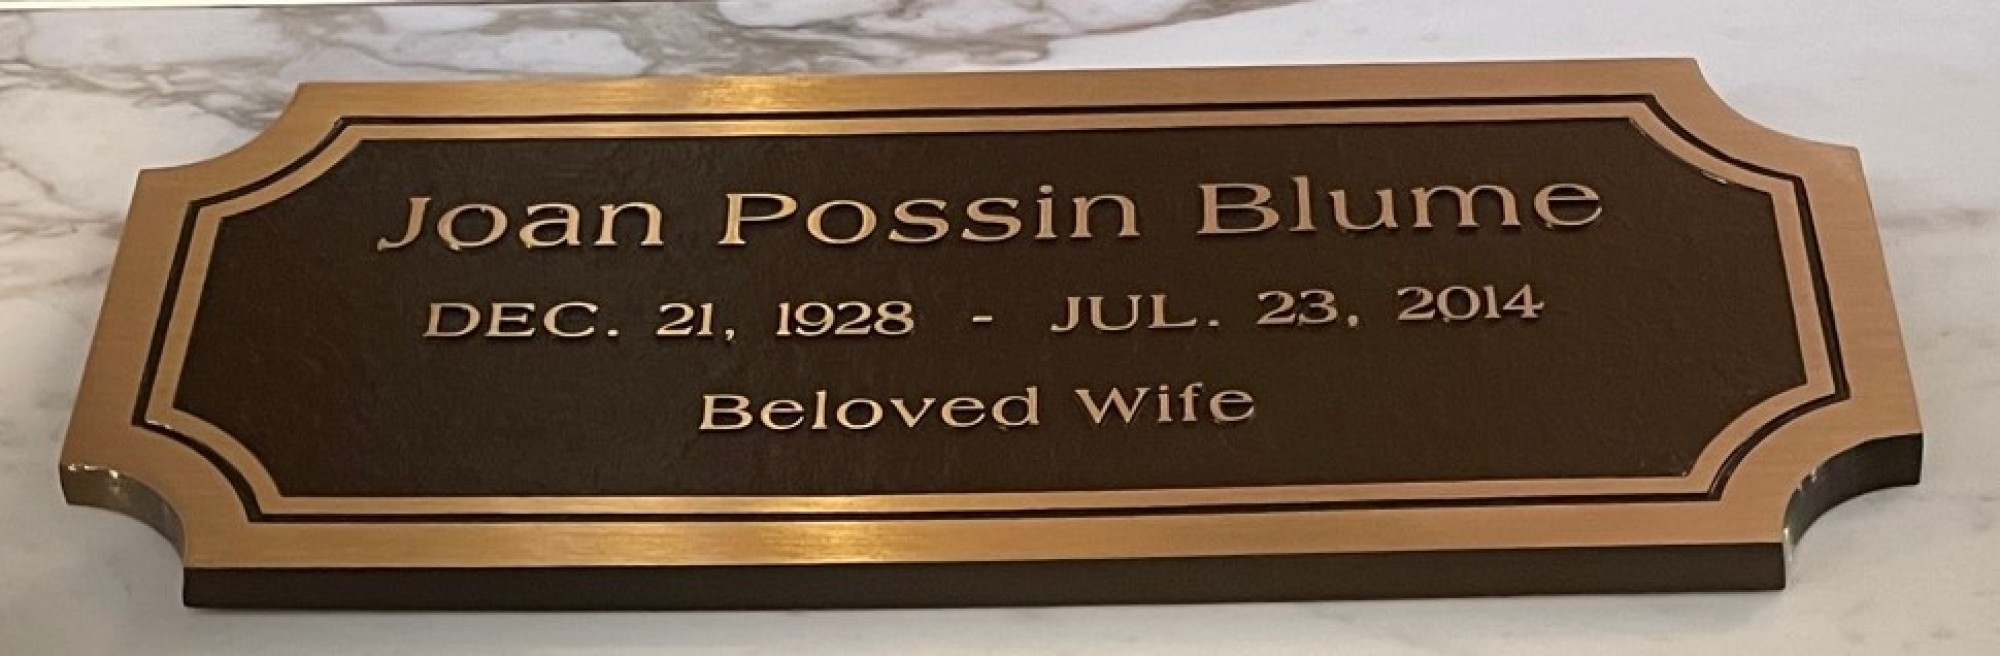 Joan Possin Blume
DEC. 21, 1928 - JUL. 23, 2014
Beloved Wife